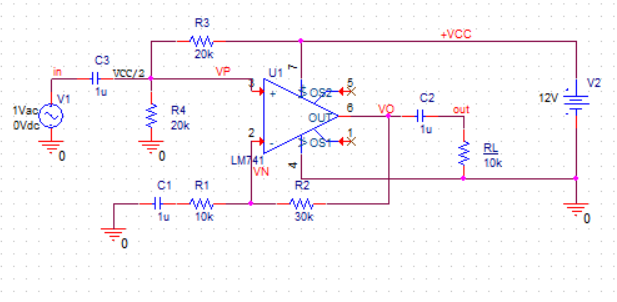 R3
20k
+VCC
in
C3
1u
VCC/2
VP
V1
1Vac
0Vdc
0
R4
20k
0
3
+
U1
7
OS2
5
OUT
6
VO
OS1
1
2
-
4
LM741
VN
C2
1u
out
RL
10k
V2
12V
0
C1
1u
R1
10k
R2
30k
0